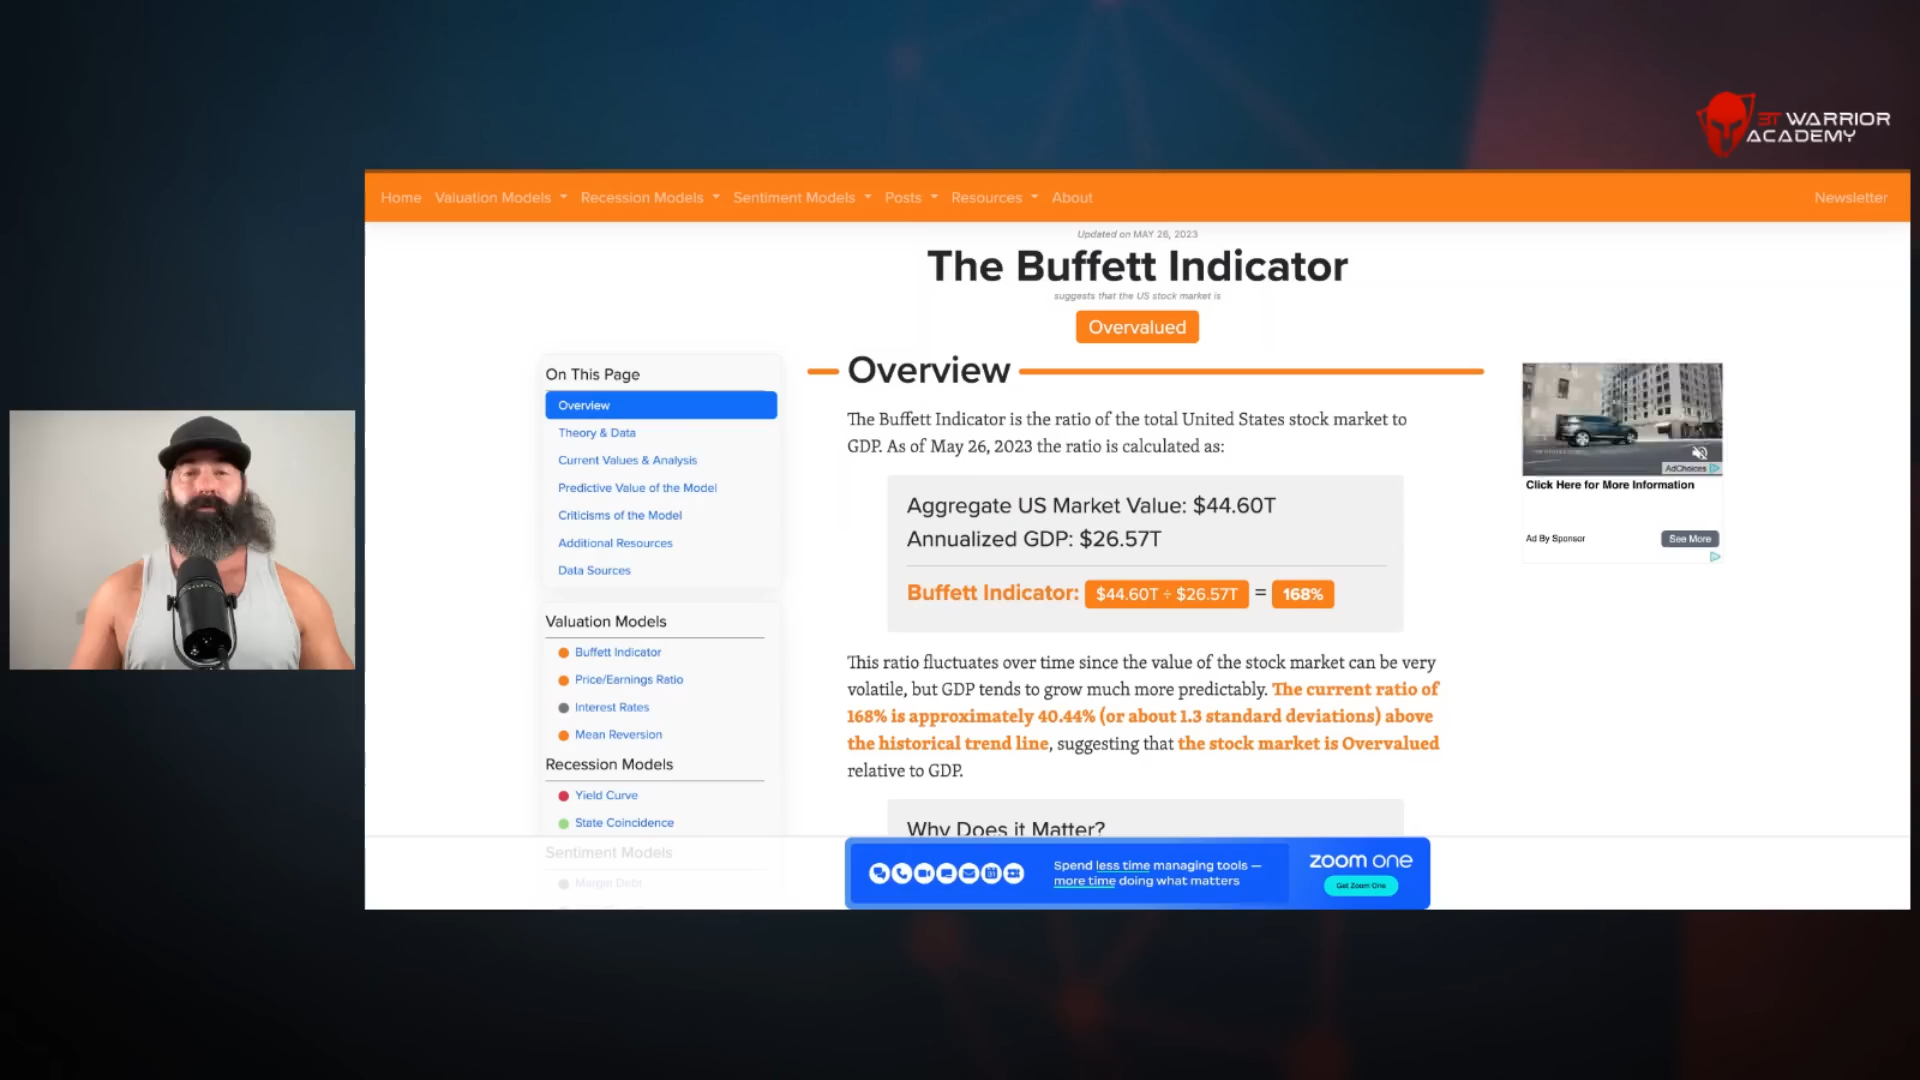 3T WARRIOR
ACADEMY
Home Valuation Models Recession Models Sentiment Models Posts Resources About Newsletter
Updated on MAY 26, 2023
The Buffett Indicator
suggests that the US stock market is
Overvalued
On This Page
Overview
Theory & Data
Current Values & Analysis
Predictive Value of the Model
Criticisms of the Model
Additional Resources
Data Sources
Valuation Models
Buffett Indicator
Price/Earnings Ratio
Interest Rates
Mean Reversion
Recession Models
Yield Curve
State Coincidence
Sentiment Models
Margin Debt
Overview
The Buffett Indicator is the ratio of the total United States stock market to
GDP. As of May 26, 2023 the ratio is calculated as:
Aggregate US Market Value: $44.60T
Annualized GDP: $26.57T
Buffett Indicator: $44.60T ÷ $26.57T = 168%
This ratio fluctuates over time since the value of the stock market can be very
volatile, but GDP tends to grow much more predictably. The current ratio of
168% is approximately 40.44% (or about 1.3 standard deviations) above
the historical trend line, suggesting that the stock market is Overvalued
relative to GDP.
Why Does it Matter?
AdChoices
Click Here for More Information
Ad By Sponsor
See More
Spend less time managing tools —
more time doing what matters
zoom one
Get Zoom One